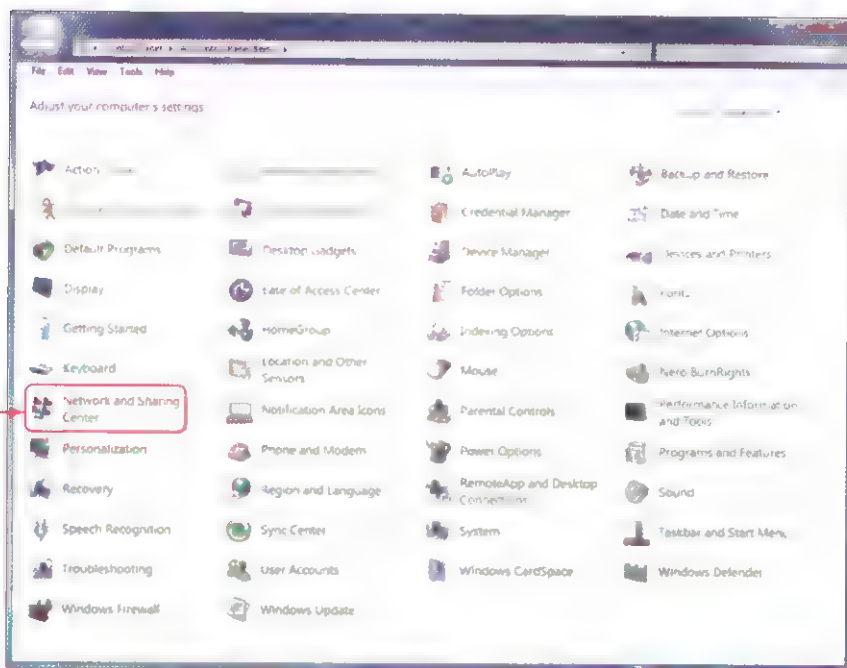 File Edit View Tools Help
Adjust your computer's settings
Action
AutoPlay
Backup and Restore
Credential Manager
Date and Time
Default Programs
Desktop Gadgets
Device Manager
Devices and Printers
Display
Ease of Access Center
Folder Options
Fonts
Getting Started
HomeGroup
Indexing Options
Internet Options
Keyboard
Location and Other
Sensors
Mouse
Nero BurnRights
Network and Sharing
Center
Notification Area Icons
Parental Controls
Performance Information
and Tools
Personalization
Phone and Modem
Power Options
Programs and Features
Recovery
Region and Language
RemoteApp and Desktop
Connections
Sound
Speech Recognition
Sync Center
System
Taskbar and Start Menu
Troubleshooting
User Accounts
Windows CardSpace
Windows Defender
Windows Firewall
Windows Update